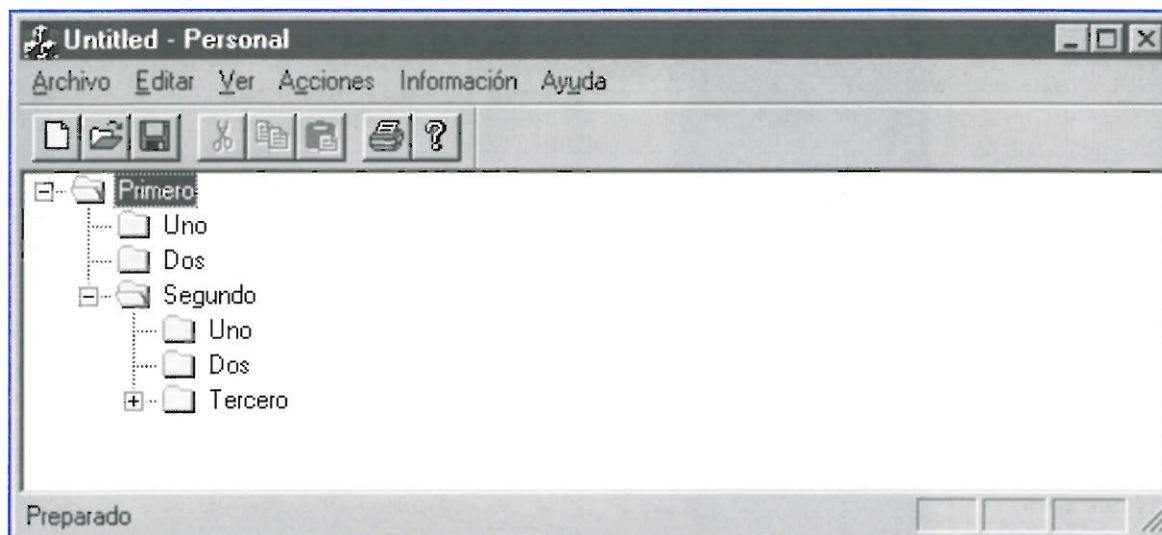 Untitled - Personal
Archivo Editar Ver Acciones Información Ayuda
Primero
Uno
Dos
Segundo
Uno
Dos
Tercero
Preparado